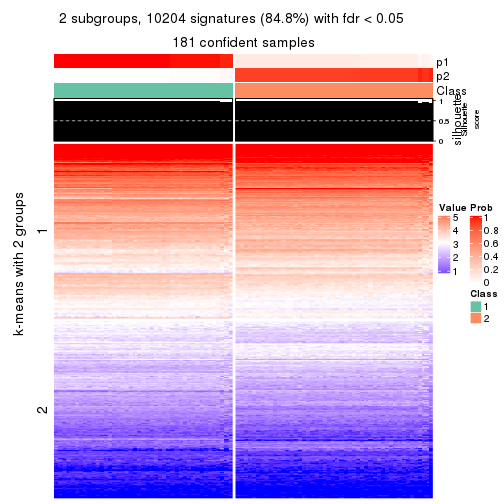 2 subgroups, 10204 signatures (84.8%) with fdr < 0.05
181 confident samples
p1
p2
Class
1
0.5
0
silhouette
Silhouette
score
k-means with 2 groups
1
2
Value
5
4
3
2
1
Prob
1
0.8
0.6
0.4
0.2
0
Class
1
2